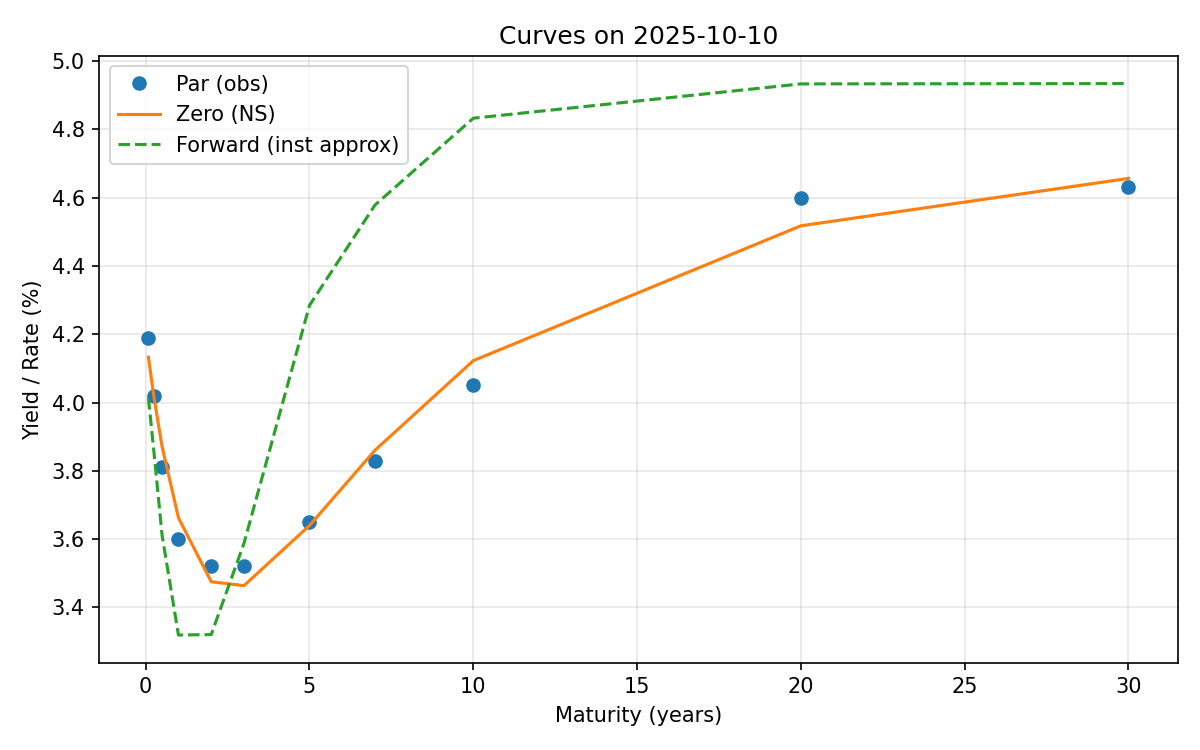 Curves on 2025-10-10
Par (obs)
Zero (NS)
Forward (inst approx)
Yield / Rate (%)
5.0
4.8
4.6
4.4
4.2
4.0
3.8
3.6
3.4
0 5 10 15 20 25 30
Maturity (years)